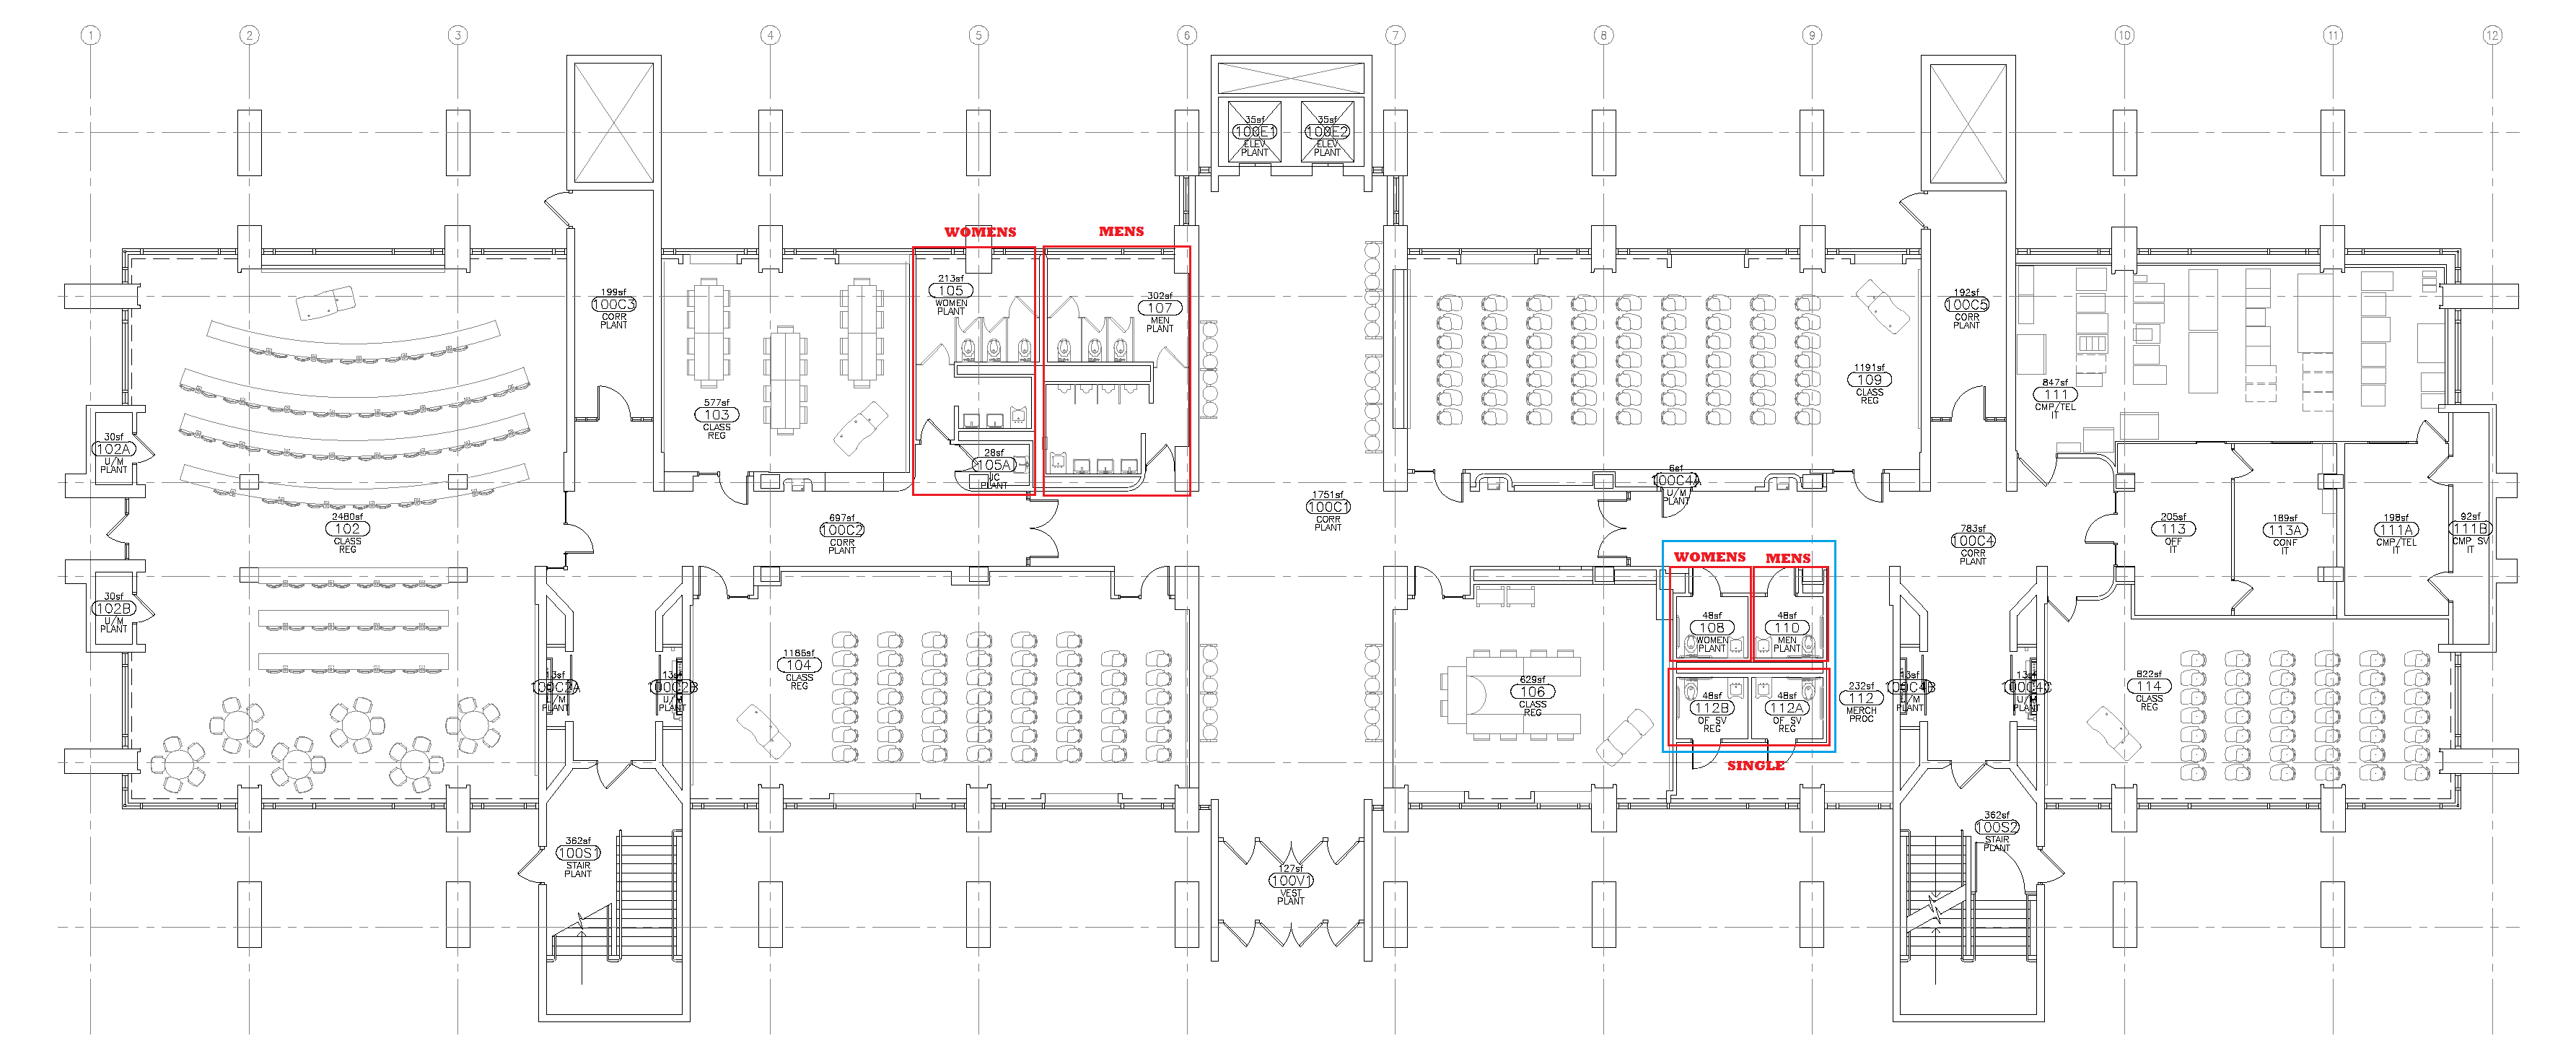 1
2
3
4
5
6
7
8
9
10
11
12
35sf
100E1
ELEV
PLANT
35sf
100E2
ELEV
PLANT
WOMENS
MENS
213sf
105
WOMEN
PLANT
302sf
107
MEN
PLANT
199sf
100C3
CORR
PLANT
192sf
100C5
CORR
PLANT
1191sf
109
CLASS
REG
847sf
111
CMP/TEL
IT
577sf
103
CLASS
REG
30sf
102A
U/M
PLANT
28sf
105A
JC
PLANT
6sf
100C4A
U/M
PLANT
2480sf
102
CLASS
REG
697sf
100C2
CORR
PLANT
1751sf
100C1
CORR
PLANT
783sf
100C4
CORR
PLANT
205sf
113
OFF
IT
189sf
113A
CONF
IT
198sf
111A
CMP/TEL
IT
92sf
111B
CMP SV
IT
WOMENS
MENS
30sf
102B
U/M
PLANT
48sf
108
WOMEN
PLANT
48sf
110
MEN
PLANT
1186sf
104
CLASS
REG
13sf
100C2A
U/M
PLANT
13sf
100C2B
U/M
PLANT
629sf
106
CLASS
REG
48sf
112B
OF SV
REG
48sf
112A
OF SV
REG
232sf
112
MERCH
PROC
13sf
100C4B
U/M
PLANT
13sf
U/M
PLANT
822sf
114
CLASS
REG
SINGLE
362sf
100S1
STAIR
PLANT
127sf
100V1
VEST
PLANT
362sf
100S2
STAIR
PLANT